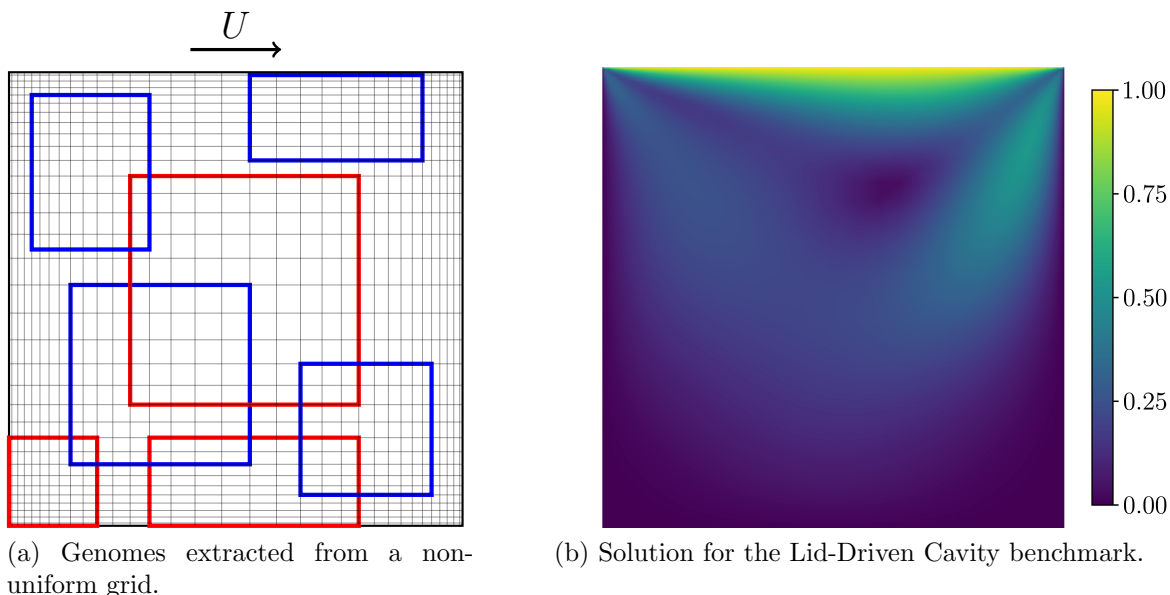 U
1.00
0.75
0.50
0.25
0.00
(a) Genomes extracted from a non-
uniform grid.
(b) Solution for the Lid-Driven Cavity benchmark.